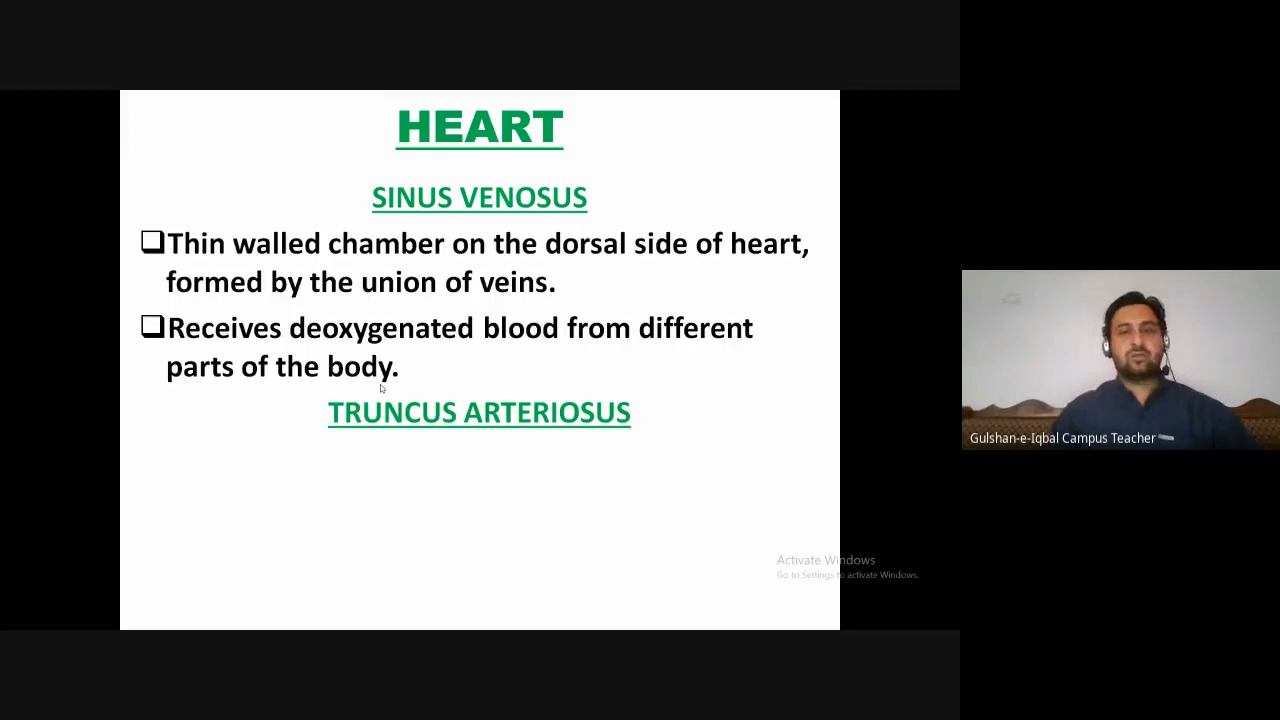 HEART
SINUS VENOSUS
❑Thin walled chamber on the dorsal side of heart,
formed by the union of veins.
❑Receives deoxygenated blood from different
parts of the body.
TRUNCUS ARTERIOSUS
Gulshan-e-Iqbal Campus Teacher
Activate Windows
Go to Settings to activate Windows.